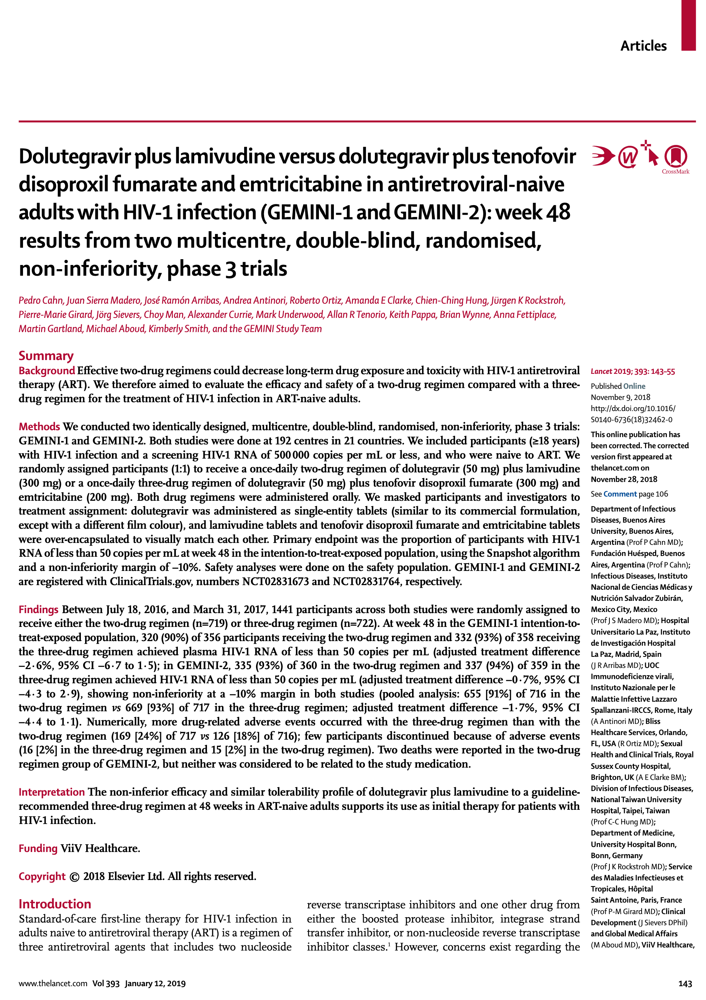 Articles
Dolutegravir plus lamivudine versus dolutegravir plus tenofovir
disoproxil fumarate and emtricitabine in antiretroviral-naive
adults with HIV-1 infection (GEMINI-1 and GEMINI-2): week 48
results from two multicentre, double-blind, randomised,
non-inferiority, phase 3 trials
W
CrossMark
Pedro Cahn, Juan Sierra Madero, José Ramón Arribas, Andrea Antinori, Roberto Ortiz, Amanda E Clarke, Chien-Ching Hung, Jürgen K Rockstroh,
Pierre-Marie Girard, Jörg Sievers, Choy Man, Alexander Currie, Mark Underwood, Allan R Tenorio, Keith Pappa, Brian Wynne, Anna Fettiplace,
Martin Gartland, Michael Aboud, Kimberly Smith, and the GEMINI Study Team
Summary
Background Effective two-drug regimens could decrease long-term drug exposure and toxicity with HIV-1 antiretroviral
therapy (ART). We therefore aimed to evaluate the efficacy and safety of a two-drug regimen compared with a three-
drug regimen for the treatment of HIV-1 infection in ART-naive adults.
Methods We conducted two identically designed, multicentre, double-blind, randomised, non-inferiority, phase 3 trials:
GEMINI-1 and GEMINI-2. Both studies were done at 192 centres in 21 countries. We included participants (≥18 years)
with HIV-1 infection and a screening HIV-1 RNA of 500 000 copies per mL or less, and who were naive to ART. We
randomly assigned participants (1:1) to receive a once-daily two-drug regimen of dolutegravir (50 mg) plus lamivudine
(300 mg) or a once-daily three-drug regimen of dolutegravir (50 mg) plus tenofovir disoproxil fumarate (300 mg) and
emtricitabine (200 mg). Both drug regimens were administered orally. We masked participants and investigators to
treatment assignment: dolutegravir was administered as single-entity tablets (similar to its commercial formulation,
except with a different film colour), and lamivudine tablets and tenofovir disoproxil fumarate and emtricitabine tablets
were over-encapsulated to visually match each other. Primary endpoint was the proportion of participants with HIV-1
RNA of less than 50 copies per mL at week 48 in the intention-to-treat-exposed population, using the Snapshot algorithm
and a non-inferiority margin of –10%. Safety analyses were done on the safety population. GEMINI-1 and GEMINI-2
are registered with ClinicalTrials.gov, numbers NCT02831673 and NCT02831764, respectively.
Findings Between July 18, 2016, and March 31, 2017, 1441 participants across both studies were randomly assigned to
receive either the two-drug regimen (n=719) or three-drug regimen (n=722). At week 48 in the GEMINI-1 intention-to-
treat-exposed population, 320 (90%) of 356 participants receiving the two-drug regimen and 332 (93%) of 358 receiving
the three-drug regimen achieved plasma HIV-1 RNA of less than 50 copies per mL (adjusted treatment difference
–2·6%, 95% CI –6·7 to 1·5); in GEMINI-2, 335 (93%) of 360 in the two-drug regimen and 337 (94%) of 359 in the
three-drug regimen achieved HIV-1 RNA of less than 50 copies per mL (adjusted treatment difference –0·7%, 95% CI
–4·3 to 2·9), showing non-inferiority at a –10% margin in both studies (pooled analysis: 655 [91%] of 716 in the
two-drug regimen vs 669 [93%] of 717 in the three-drug regimen; adjusted treatment difference –1·7%, 95% CI
–4·4 to 1·1). Numerically, more drug-related adverse events occurred with the three-drug regimen than with the
two-drug regimen (169 [24%] of 717 vs 126 [18%] of 716); few participants discontinued because of adverse events
(16 [2%] in the three-drug regimen and 15 [2%] in the two-drug regimen). Two deaths were reported in the two-drug
regimen group of GEMINI-2, but neither was considered to be related to the study medication.
Interpretation The non-inferior efficacy and similar tolerability profile of dolutegravir plus lamivudine to a guideline-
recommended three-drug regimen at 48 weeks in ART-naive adults supports its use as initial therapy for patients with
HIV-1 infection.
Funding ViiV Healthcare.
Copyright © 2018 Elsevier Ltd. All rights reserved.
Introduction
Standard-of-care first-line therapy for HIV-1 infection in
adults naive to antiretroviral therapy (ART) is a regimen of
three antiretroviral agents that includes two nucleoside
reverse transcriptase inhibitors and one other drug from
either the boosted protease inhibitor, integrase strand
transfer inhibitor, or non-nucleoside reverse transcriptase
inhibitor classes.1 However, concerns exist regarding the
Lancet 2019; 393: 143–55
Published Online
November 9, 2018
http://dx.doi.org/10.1016/
S0140-6736(18)32462-0
This online publication has
been corrected. The corrected
version first appeared at
thelancet.com on
November 28, 2018
See Comment page 106
Department of Infectious
Diseases, Buenos Aires
University, Buenos Aires,
Argentina (Prof P Cahn MD);
Fundación Huésped, Buenos
Aires, Argentina (Prof P Cahn);
Infectious Diseases, Instituto
Nacional de Ciencias Médicas y
Nutrición Salvador Zubirán,
Mexico City, Mexico
(Prof J S Madero MD); Hospital
Universitario La Paz, Instituto
de Investigación Hospital
La Paz, Madrid, Spain
(J R Arribas MD); UOC
Immunodeficienze virali,
Instituto Nazionale per le
Malattie Infettive Lazzaro
Spallanzani-IRCCS, Rome, Italy
(A Antinori MD); Bliss
Healthcare Services, Orlando,
FL, USA (R Ortiz MD); Sexual
Health and Clinical Trials, Royal
Sussex County Hospital,
Brighton, UK (A E Clarke BM);
Division of Infectious Diseases,
National Taiwan University
Hospital, Taipei, Taiwan
(Prof C-C Hung MD);
Department of Medicine,
University Hospital Bonn,
Bonn, Germany
(Prof J K Rockstroh MD); Service
des Maladies Infectieuses et
Tropicales, Hôpital
Saint Antoine, Paris, France
(Prof P-M Girard MD); Clinical
Development (J Sievers DPhil)
and Global Medical Affairs
(M Aboud MD), ViiV Healthcare,
www.thelancet.com Vol 393 January 12, 2019
143